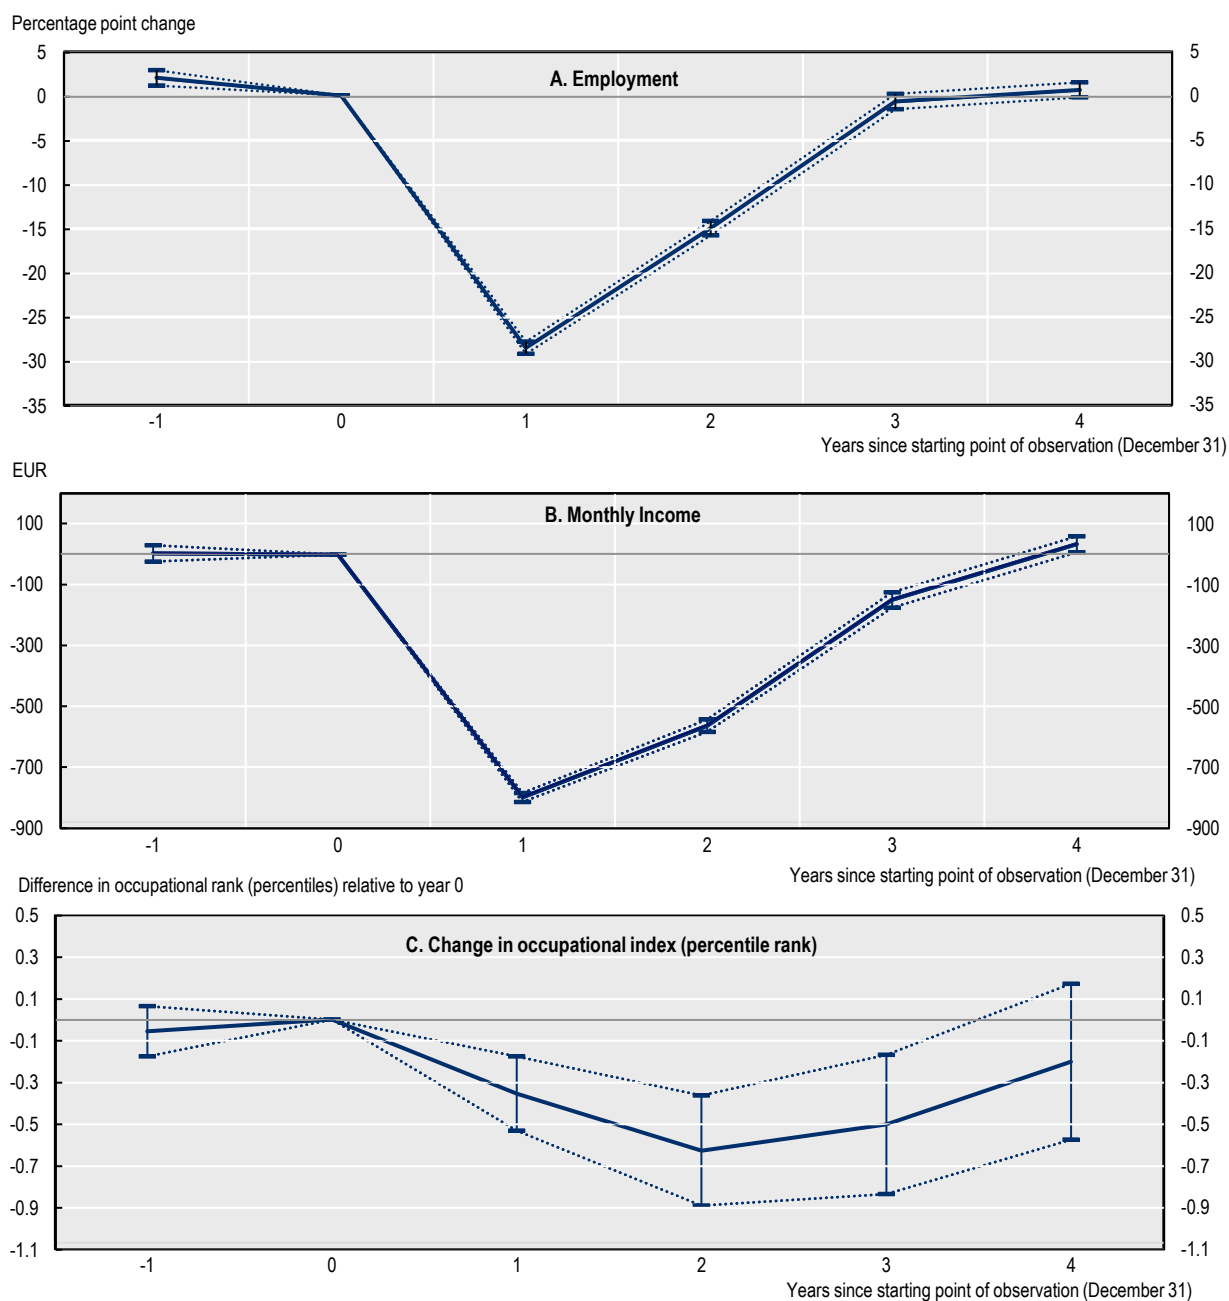 Percentage point change
A. Employment
5 5
0 0
-5 -5
-10 -10
-15 -15
-20 -20
-25 -25
-30 -30
-35 -35
-1 0 1 2 3 4
Years since starting point of observation (December 31)
EUR
B. Monthly Income
100 100
-100 -100
-300 -300
-500 -500
-700 -700
-900 -900
-1 0 1 2 3 4
Years since starting point of observation (December 31)
Difference in occupational rank (percentiles) relative to year 0
0.5 0.5
C. Change in occupational index (percentile rank)
0.3 0.3
0.1 0.1
-0.1 -0.1
-0.3 -0.3
-0.5 -0.5
-0.7 -0.7
-0.9 -0.9
-1.1 -1.1
-1 0 1 2 3 4
Years since starting point of observation (December 31)